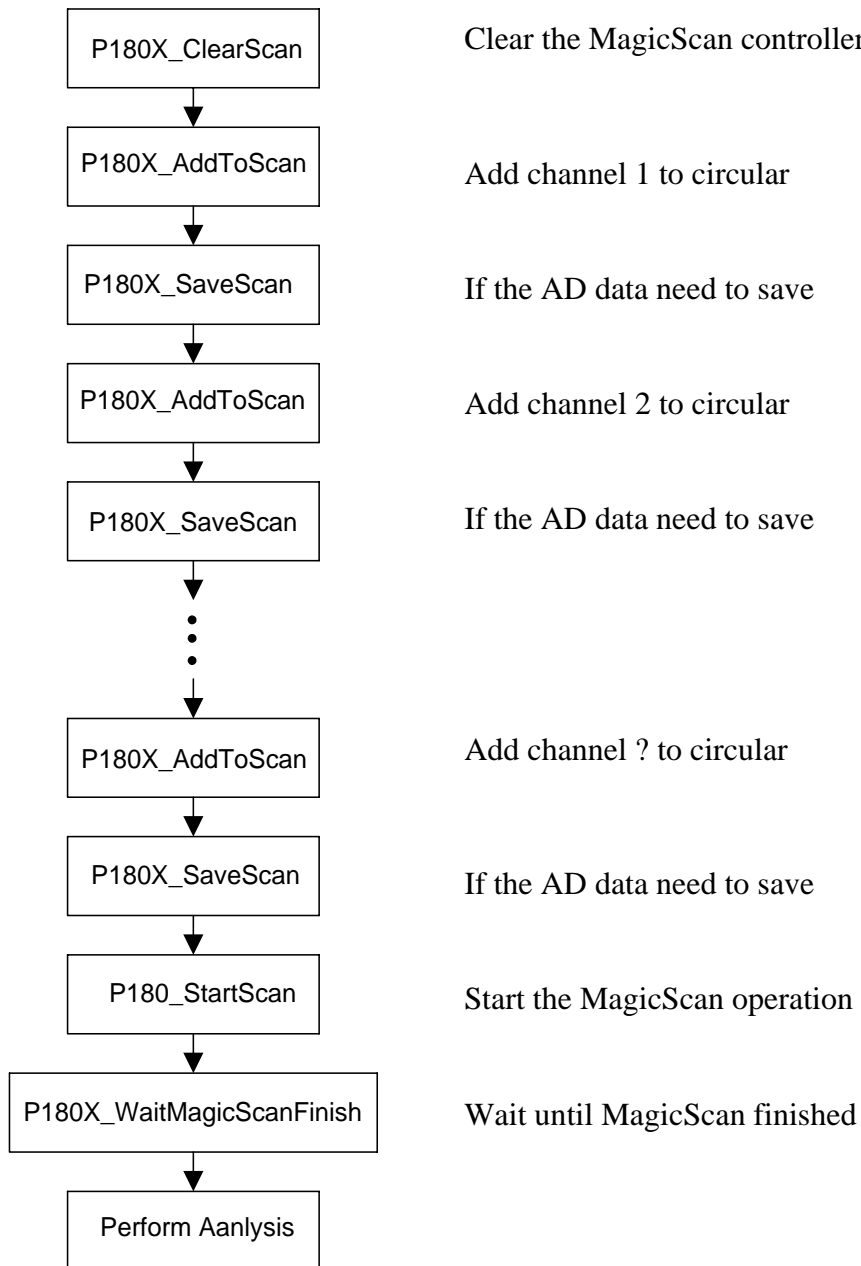 P180X_ClearScan Clear the MagicScan controller
P180X_AddToScan Add channel 1 to circular
P180X_SaveScan If the AD data need to save
P180X_AddToScan Add channel 2 to circular
P180X_SaveScan If the AD data need to save
P180X_AddToScan Add channel ? to circular
P180X_SaveScan If the AD data need to save
P180_StartScan Start the MagicScan operation
P180X_WaitMagicScanFinish Wait until MagicScan finished
Perform Aanlysis